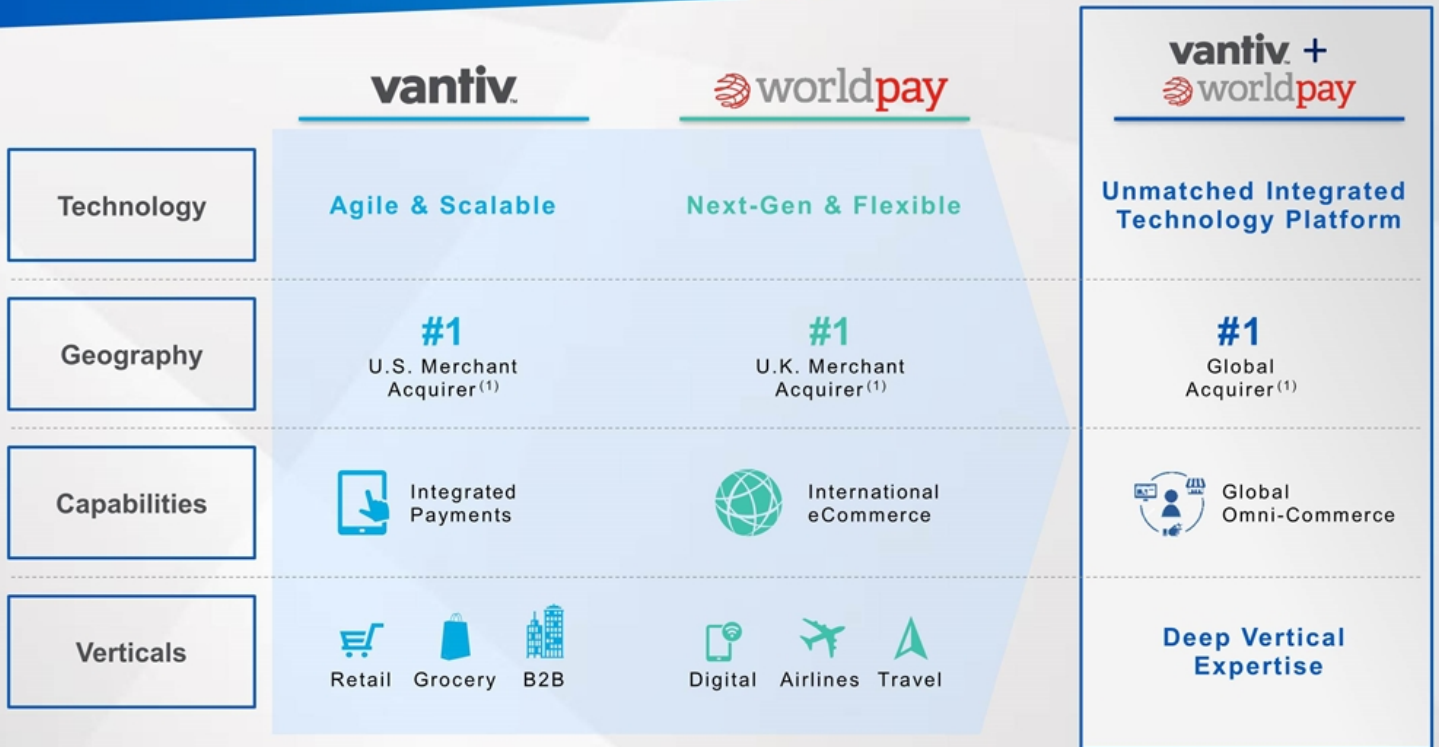 vantiv™
worldpay
vantiv™ +
worldpay
Technology
Agile & Scalable
Next-Gen & Flexible
Unmatched Integrated
Technology Platform
Geography
#1
U.S. Merchant
Acquirer(1)
#1
U.K. Merchant
Acquirer(1)
#1
Global
Acquirer(1)
Capabilities
Integrated
Payments
International
eCommerce
Global
Omni-Commerce
Verticals
Retail
Grocery
B2B
Digital
Airlines
Travel
Deep Vertical
Expertise